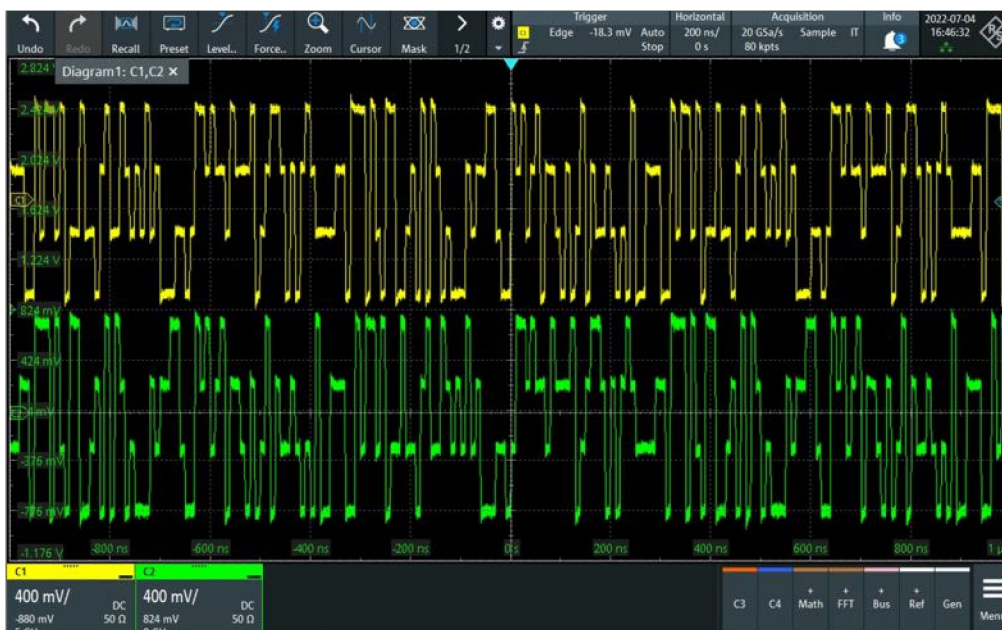 Undo Redo Recall Preset Level.. Force.. Zoom Cursor Mask 1/2
Trigger Horizontal Acquisition Info 2022-07-04
C1 Edge -18.3 mV Auto 200 ns/ 20 GSa/s Sample IT 3 16:46:32
Stop 0 s 80 kpts
Diagram1: C1,C2 ×
2.824 V
2.024 V
C1
1.624 V
1.224 V
824 mV
424 mV
-376 mV
-776 mV
-1.176 V
-800 ns -600 ns -400 ns -200 ns 0 s 200 ns 400 ns 600 ns 800 ns
C1 C2
400 mV/ DC 400 mV/ DC
-880 mV 50 Ω 824 mV 50 Ω
C3 C4 + Math + FFT + Bus + Ref Gen